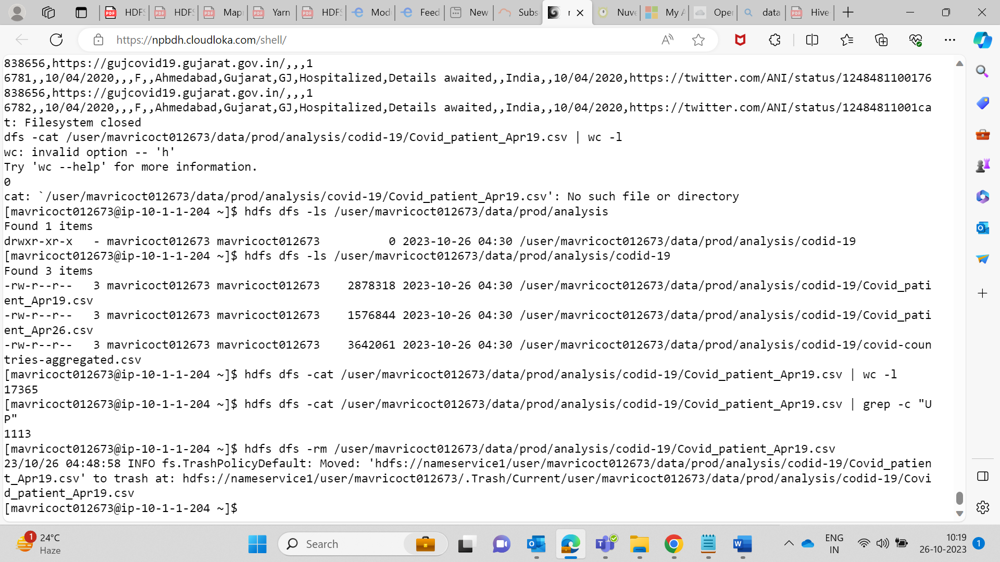 HDFS
HDFS
Map
Yarn
HDFS
Mod
Feed
New
Subs
Nuve
My A
Oper
data
Hive
https://npbdh.cloudloka.com/shell/
838656,https://gujcovid19.gujarat.gov.in/,,,1
6781,,10/04/2020,,,F,,Ahmedabad,Gujarat,GJ,Hospitalized,Details awaited,,India,,10/04/2020,https://twitter.com/ANI/status/1248481100176
838656,https://gujcovid19.gujarat.gov.in/,,,1
6782,,10/04/2020,,,F,,Ahmedabad,Gujarat,GJ,Hospitalized,Details awaited,,India,,10/04/2020,https://twitter.com/ANI/status/12484811001ca
t: Filesystem closed
dfs -cat /user/mavricoct012673/data/prod/analysis/codid-19/Covid_patient_Apr19.csv | wc -l
wc: invalid option -- 'h'
Try 'wc --help' for more information.
0
cat: `/user/mavricoct012673/data/prod/analysis/covid-19/Covid_patient_Apr19.csv': No such file or directory
[mavricoct012673@ip-10-1-1-204 ~]$ hdfs dfs -ls /user/mavricoct012673/data/prod/analysis
Found 1 items
drwxr-xr-x   - mavricoct012673 mavricoct012673          0 2023-10-26 04:30 /user/mavricoct012673/data/prod/analysis/codid-19
[mavricoct012673@ip-10-1-1-204 ~]$ hdfs dfs -ls /user/mavricoct012673/data/prod/analysis/codid-19
Found 3 items
-rw-r--r--   3 mavricoct012673 mavricoct012673    2878318 2023-10-26 04:30 /user/mavricoct012673/data/prod/analysis/codid-19/Covid_pati
ent_Apr19.csv
-rw-r--r--   3 mavricoct012673 mavricoct012673    1576844 2023-10-26 04:30 /user/mavricoct012673/data/prod/analysis/codid-19/Covid_pati
ent_Apr26.csv
-rw-r--r--   3 mavricoct012673 mavricoct012673    3642061 2023-10-26 04:30 /user/mavricoct012673/data/prod/analysis/codid-19/covid-coun
tries-aggregated.csv
[mavricoct012673@ip-10-1-1-204 ~]$ hdfs dfs -cat /user/mavricoct012673/data/prod/analysis/codid-19/Covid_patient_Apr19.csv | wc -l
17365
[mavricoct012673@ip-10-1-1-204 ~]$ hdfs dfs -cat /user/mavricoct012673/data/prod/analysis/codid-19/Covid_patient_Apr19.csv | grep -c "U
P"
1113
[mavricoct012673@ip-10-1-1-204 ~]$ hdfs dfs -rm /user/mavricoct012673/data/prod/analysis/codid-19/Covid_patient_Apr19.csv
23/10/26 04:48:58 INFO fs.TrashPolicyDefault: Moved: 'hdfs://nameservice1/user/mavricoct012673/data/prod/analysis/codid-19/Covid_patien
t_Apr19.csv' to trash at: hdfs://nameservice1/user/mavricoct012673/.Trash/Current/user/mavricoct012673/data/prod/analysis/codid-19/Covi
d_patient_Apr19.csv
[mavricoct012673@ip-10-1-1-204 ~]$
1
24°C
Haze
Search
ENG
IN
10:19
26-10-2023
1